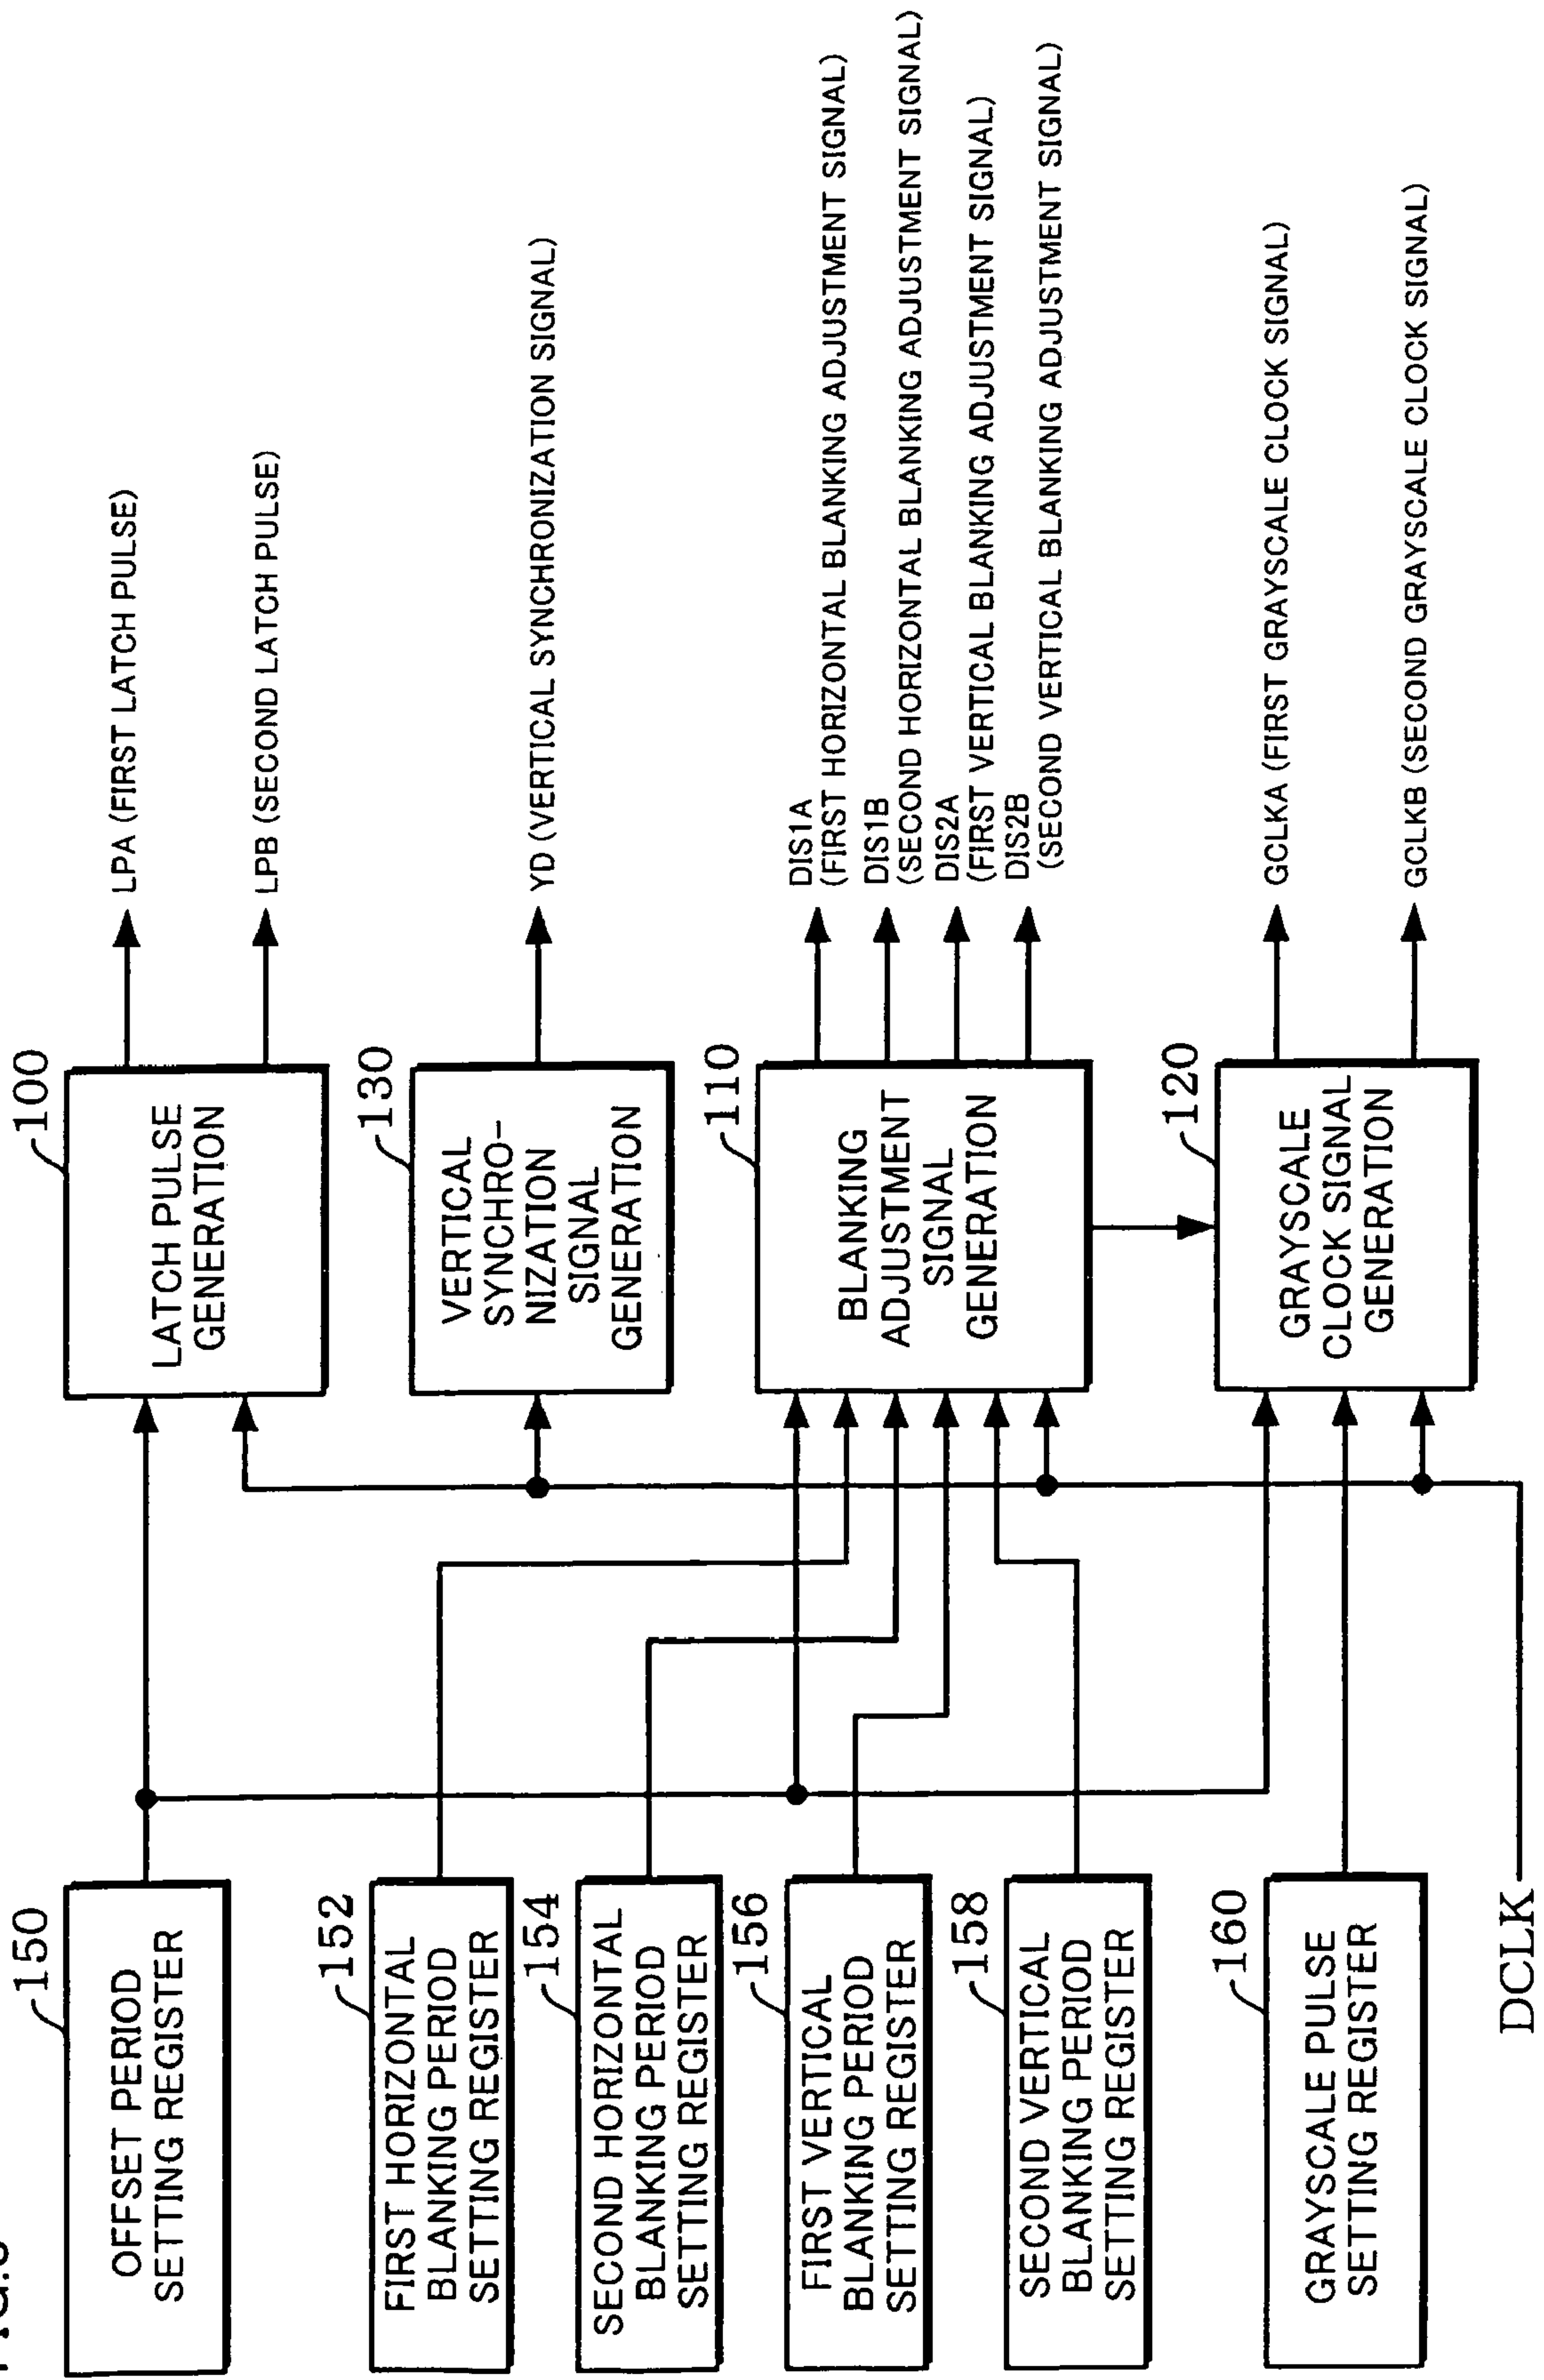 150
OFFSET PERIOD
SETTING REGISTER
152
FIRST HORIZONTAL
BLANKING PERIOD
SETTING REGISTER
154
SECOND HORIZONTAL
BLANKING PERIOD
SETTING REGISTER
156
FIRST VERTICAL
BLANKING PERIOD
SETTING REGISTER
158
SECOND VERTICAL
BLANKING PERIOD
SETTING REGISTER
160
GRAYSCALE PULSE
SETTING REGISTER
DCLK
100
LATCH PULSE
GENERATION
130
VERTICAL
SYNCHRO-
NIZATION
SIGNAL
GENERATION
110
BLANKING
ADJUSTMENT
SIGNAL
GENERATION
120
GRAYSCALE
CLOCK SIGNAL
GENERATION
LPA (FIRST LATCH PULSE)
LPB (SECOND LATCH PULSE)
YD (VERTICAL SYNCHRONIZATION SIGNAL)
DIS1A
(FIRST HORIZONTAL BLANKING ADJUSTMENT SIGNAL)
DIS1B
(SECOND HORIZONTAL BLANKING ADJUSTMENT SIGNAL)
DIS2A
(FIRST VERTICAL BLANKING ADJUSTMENT SIGNAL)
DIS2B
(SECOND VERTICAL BLANKING ADJUSTMENT SIGNAL)
GCLKA (FIRST GRAYSCALE CLOCK SIGNAL)
GCLKB (SECOND GRAYSCALE CLOCK SIGNAL)